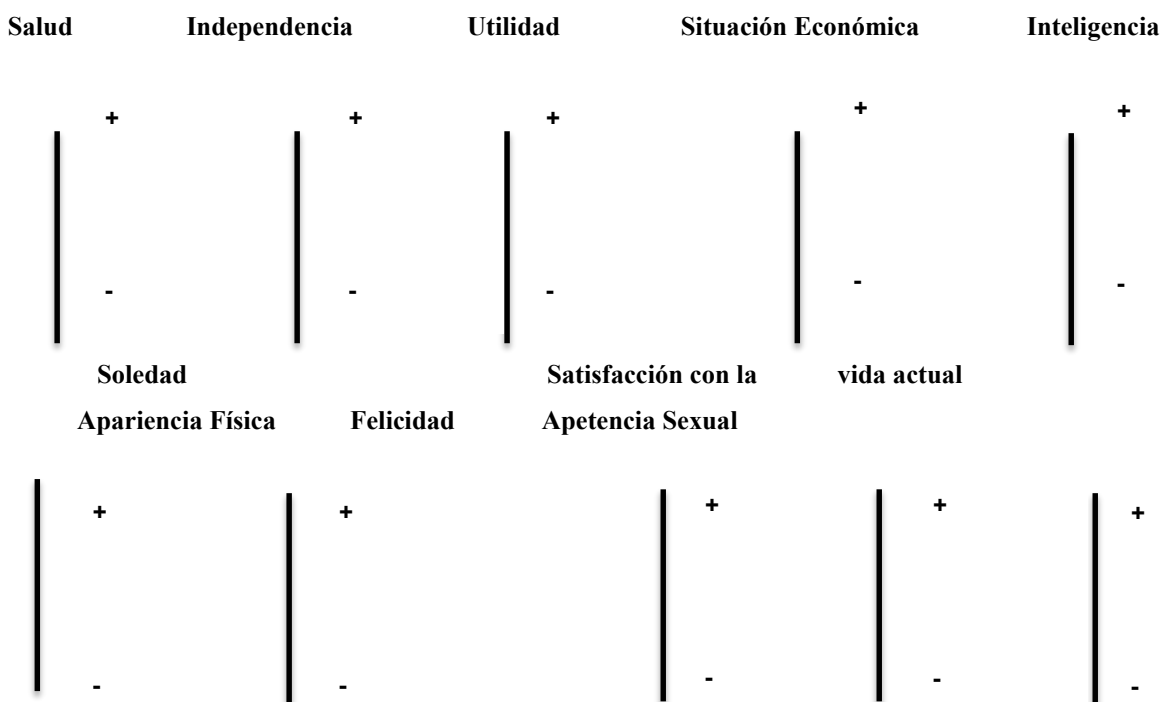 Salud Independencia Utilidad Situación Económica Inteligencia
+ + + + +
- - - - -
Soledad Satisfacción con la vida actual
Apariencia Física Felicidad Apetencia Sexual
+ + + + +
- - - - -